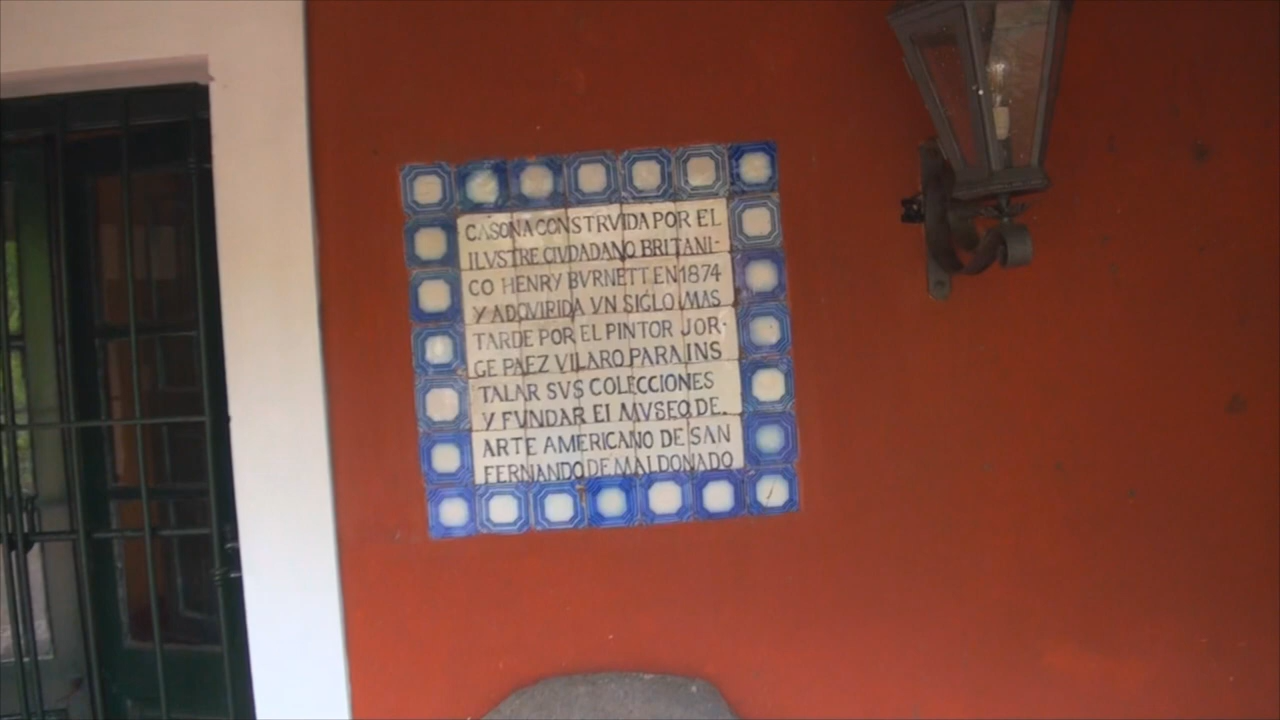 CASONA CONSTRVIDA POR EL
ILVSTRE CIVDADANO BRITANI-
CO HENRY BVRNETT EN 1874
Y ADQVIRIDA VN SIGLO MAS
TARDE POR EL PINTOR JOR-
GE PAEZ VILARO PARA INS
TALAR SVS COLECCIONES
Y FVNDAR El MVSEO DE.
ARTE AMERICANO DE SAN
FERNANDO DE MALDONADO